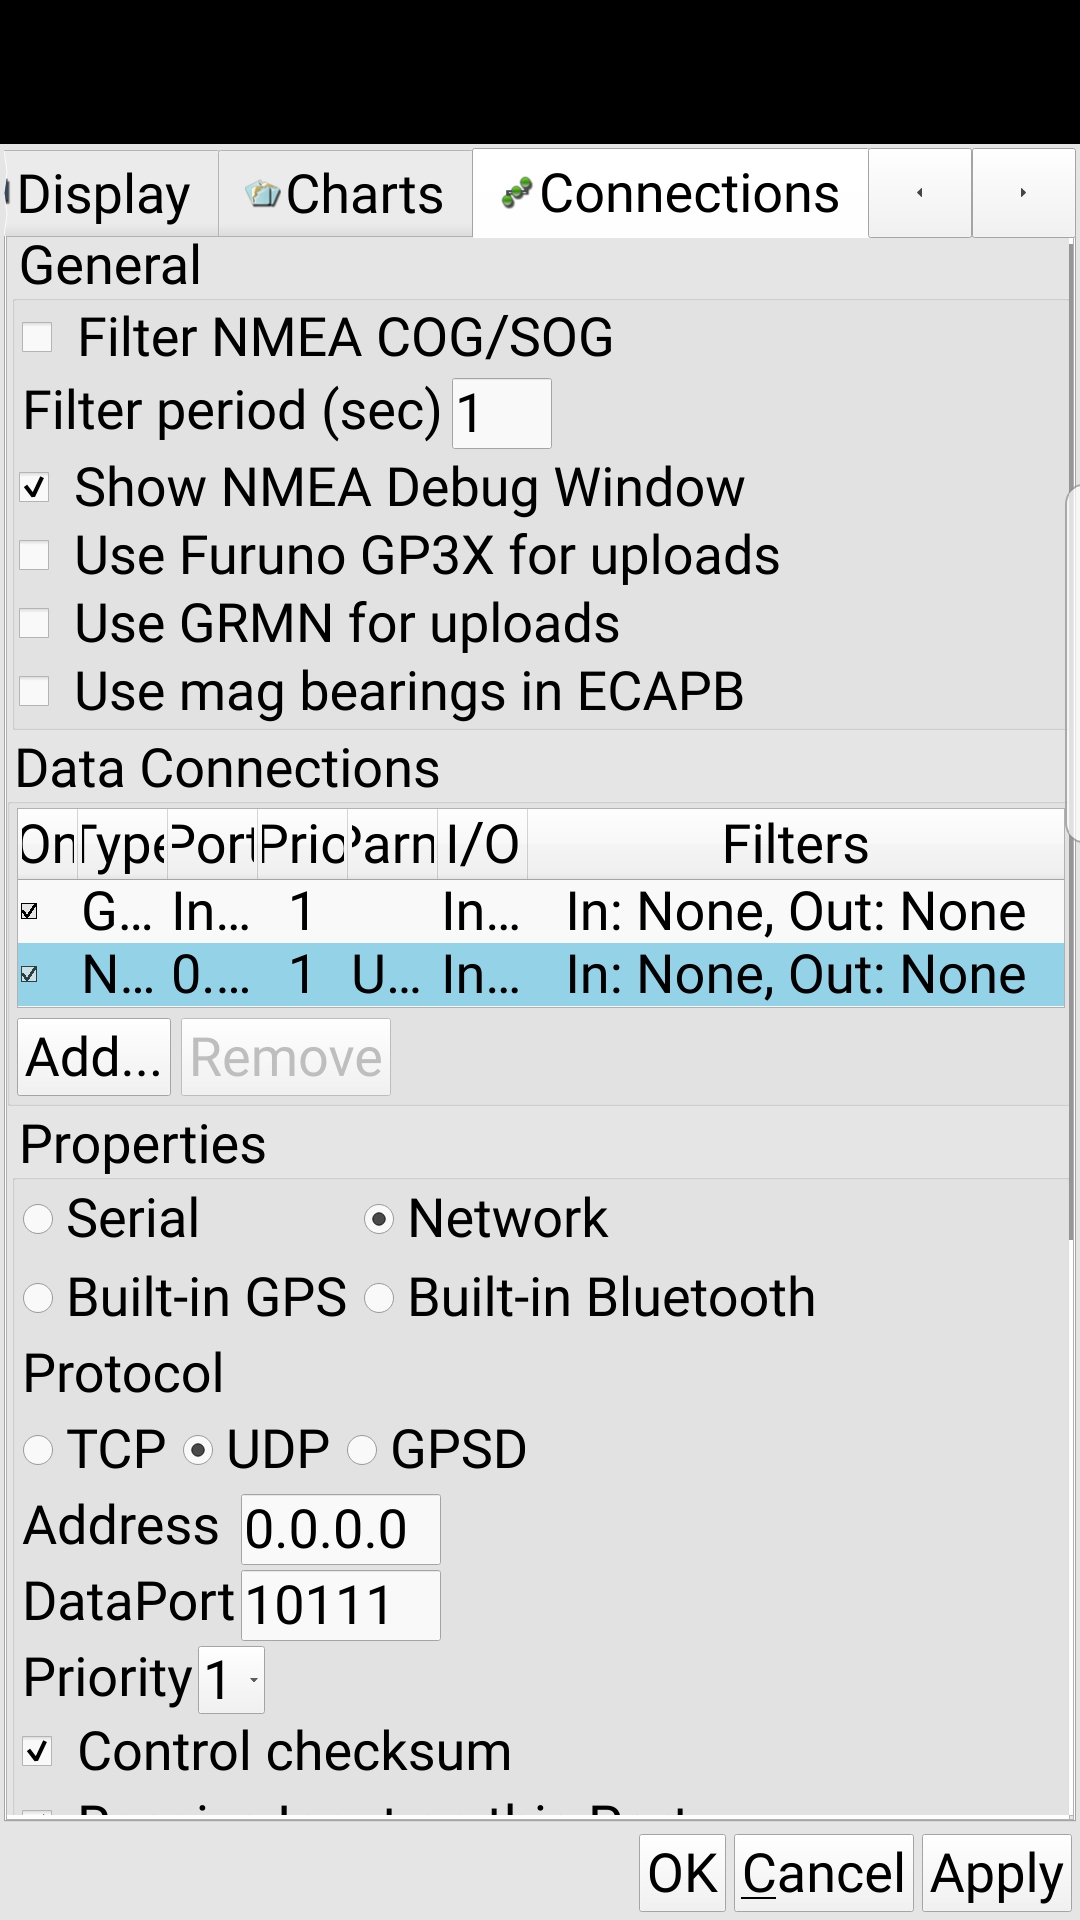 Display Charts Connections
General
Filter NMEA COG/SOG
Filter period (sec) 1
Show NMEA Debug Window
Use Furuno GP3X for uploads
Use GRMN for uploads
Use mag bearings in ECAPB
Data Connections
On Type Port Prio Parm I/O Filters
G... In... 1 In... In: None, Out: None
N... 0.... 1 U... In... In: None, Out: None
Add... Remove
Properties
Serial Network
Built-in GPS Built-in Bluetooth
Protocol
TCP UDP GPSD
Address 0.0.0.0
DataPort 10111
Priority 1
Control checksum
OK Cancel Apply